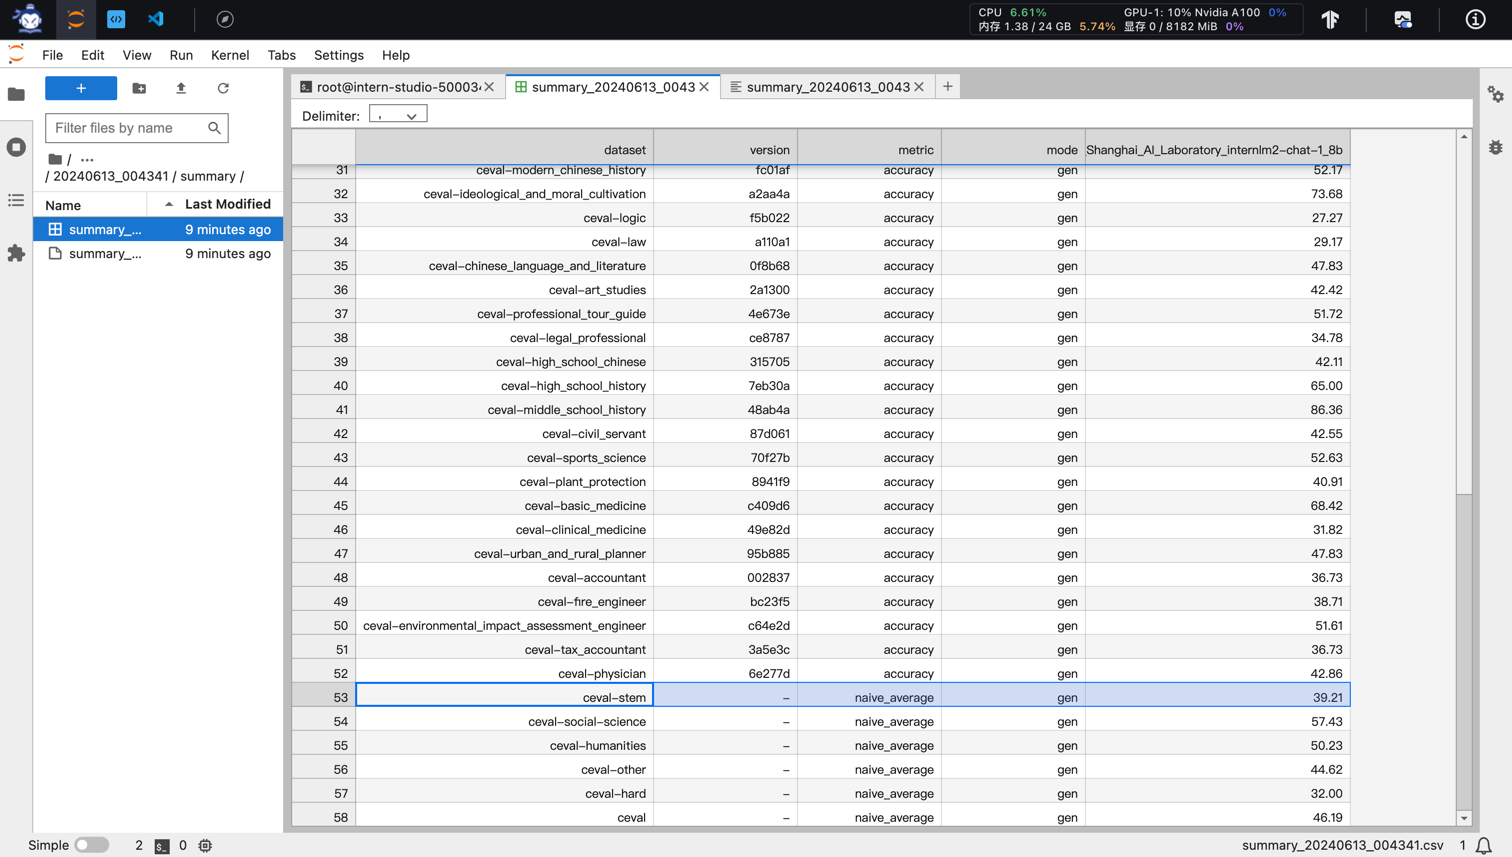 CPU 6.61% GPU-1: 10% Nvidia A100 0%
内存 1.38 / 24 GB 5.74% 显存 0 / 8182 MiB 0%
File Edit View Run Kernel Tabs Settings Help
root@intern-studio-50003
summary_20240613_0043
summary_20240613_0043
Filter files by name
/ ···
/ 20240613_004341 / summary /
Name Last Modified
summary_... 9 minutes ago
summary_... 9 minutes ago
Delimiter: ,
dataset version metric mode Shanghai_AI_Laboratory_internlm2-chat-1_8b
31 ceval-modern_chinese_history fc01af accuracy gen 52.17
32 ceval-ideological_and_moral_cultivation a2aa4a accuracy gen 73.68
33 ceval-logic f5b022 accuracy gen 27.27
34 ceval-law a110a1 accuracy gen 29.17
35 ceval-chinese_language_and_literature 0f8b68 accuracy gen 47.83
36 ceval-art_studies 2a1300 accuracy gen 42.42
37 ceval-professional_tour_guide 4e673e accuracy gen 51.72
38 ceval-legal_professional ce8787 accuracy gen 34.78
39 ceval-high_school_chinese 315705 accuracy gen 42.11
40 ceval-high_school_history 7eb30a accuracy gen 65.00
41 ceval-middle_school_history 48ab4a accuracy gen 86.36
42 ceval-civil_servant 87d061 accuracy gen 42.55
43 ceval-sports_science 70f27b accuracy gen 52.63
44 ceval-plant_protection 8941f9 accuracy gen 40.91
45 ceval-basic_medicine c409d6 accuracy gen 68.42
46 ceval-clinical_medicine 49e82d accuracy gen 31.82
47 ceval-urban_and_rural_planner 95b885 accuracy gen 47.83
48 ceval-accountant 002837 accuracy gen 36.73
49 ceval-fire_engineer bc23f5 accuracy gen 38.71
50 ceval-environmental_impact_assessment_engineer c64e2d accuracy gen 51.61
51 ceval-tax_accountant 3a5e3c accuracy gen 36.73
52 ceval-physician 6e277d accuracy gen 42.86
53 ceval-stem - naive_average gen 39.21
54 ceval-social-science - naive_average gen 57.43
55 ceval-humanities - naive_average gen 50.23
56 ceval-other - naive_average gen 44.62
57 ceval-hard - naive_average gen 32.00
58 ceval - naive_average gen 46.19
Simple 2 0 summary_20240613_004341.csv 1